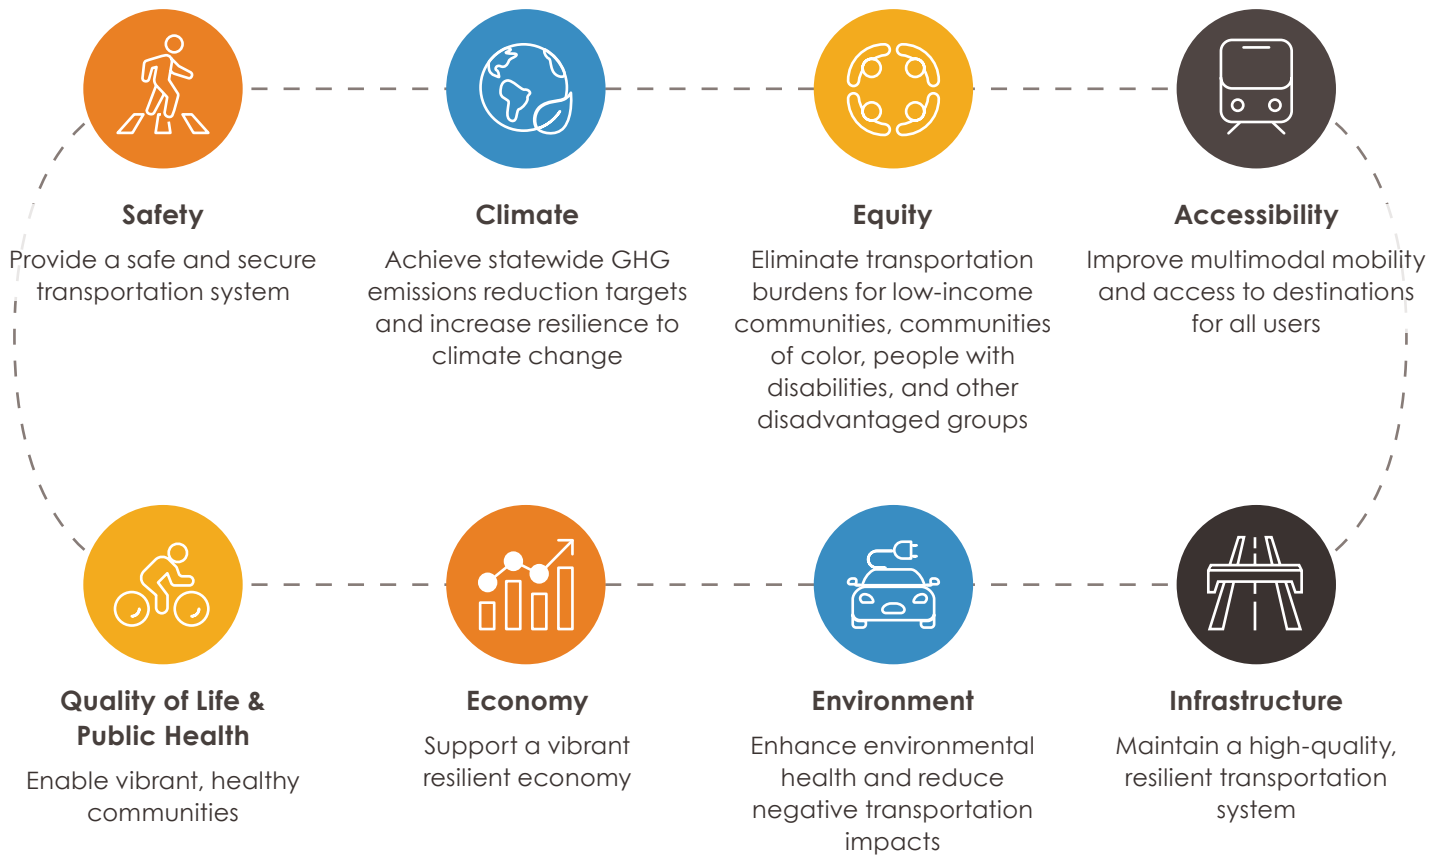 Safety
Provide a safe and secure
transportation system
Climate
Achieve statewide GHG
emissions reduction targets
and increase resilience to
climate change
Equity
Eliminate transportation
burdens for low-income
communities, communities
of color, people with
disabilities, and other
disadvantaged groups
Accessibility
Improve multimodal mobility
and access to destinations
for all users
Quality of Life &
Public Health
Enable vibrant, healthy
communities
Economy
Support a vibrant
resilient economy
Environment
Enhance environmental
health and reduce
negative transportation
impacts
Infrastructure
Maintain a high-quality,
resilient transportation
system